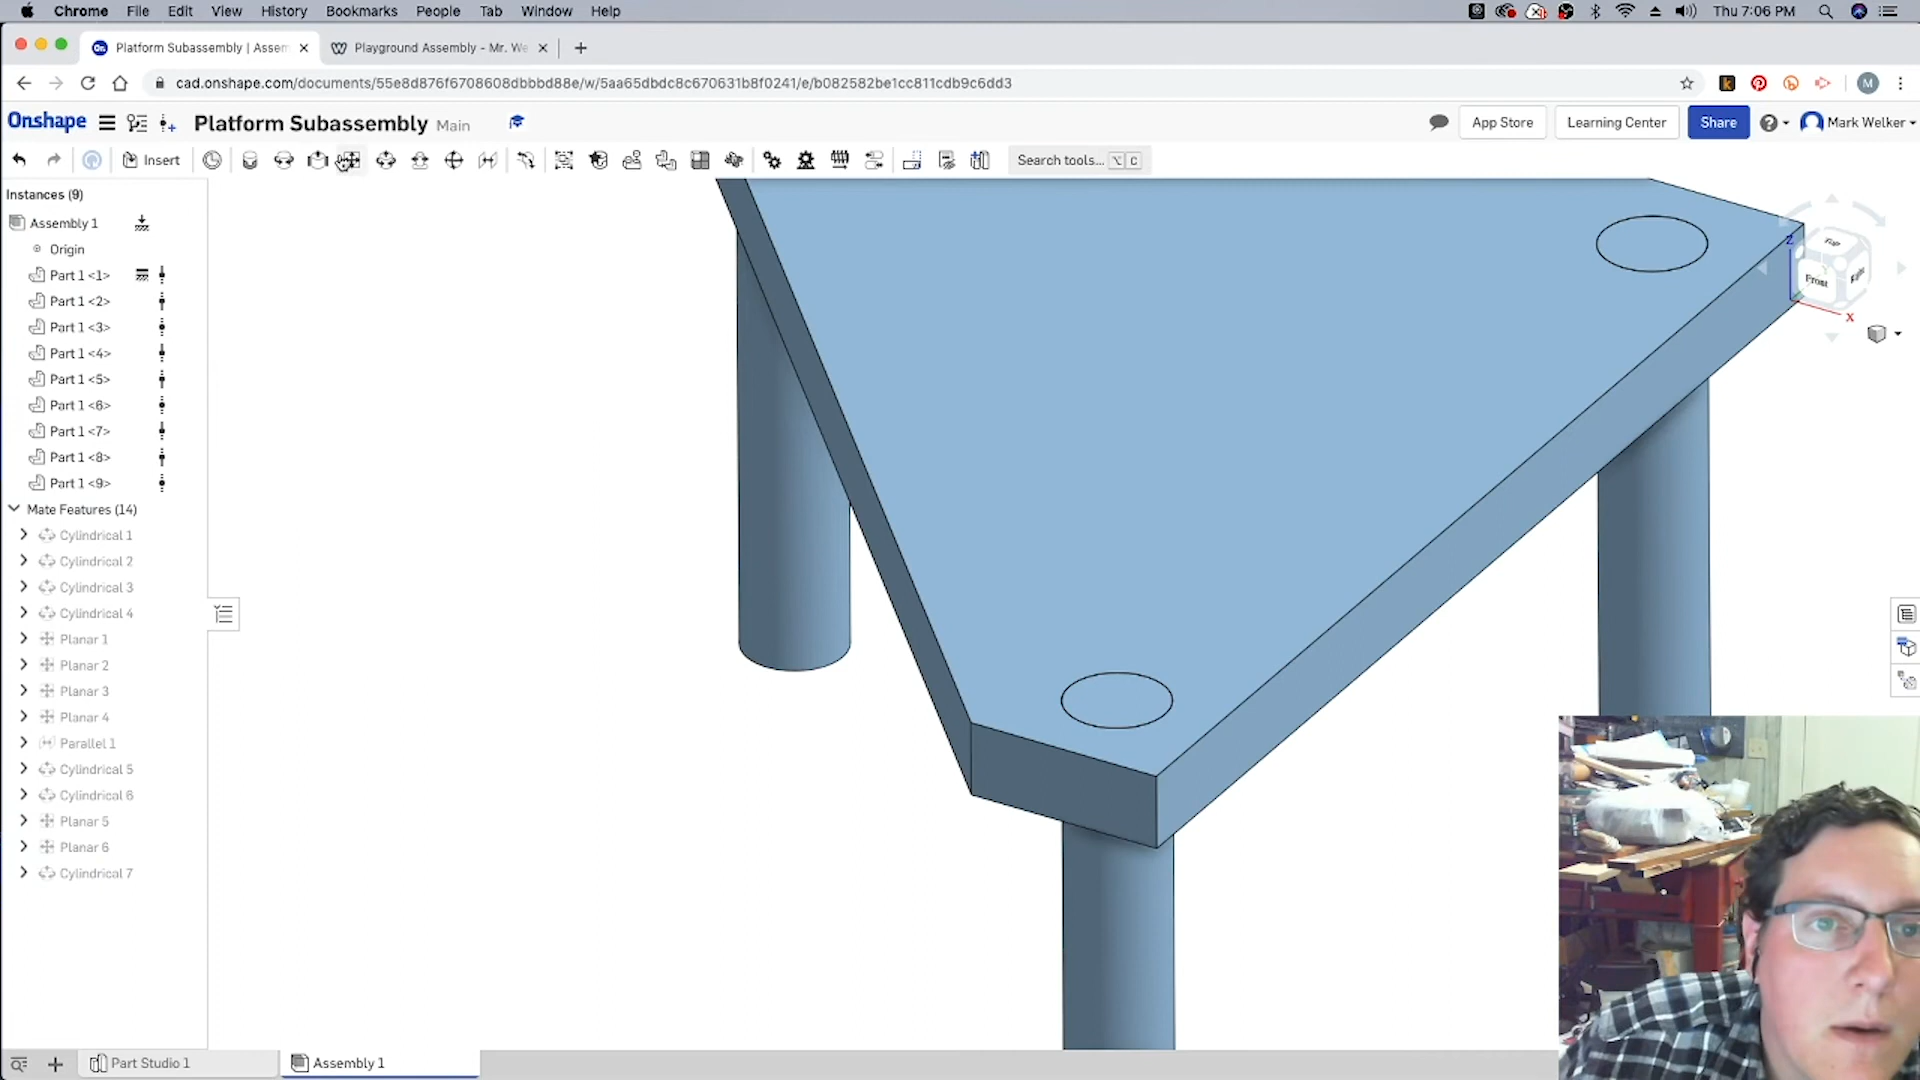 Chrome File Edit View History Bookmarks People Tab Window Help Thu 7:06 PM
Platform Subassembly | Assem Playground Assembly - Mr. We
cad.onshape.com/documents/55e8d876f6708608dbbbd88e/w/5aa65dbdc8c670631b8f0241/e/b082582be1cc811cdb9c6dd3 M
Onshape Platform Subassembly Main App Store Learning Center Share Mark Welker
Insert Search tools... ⌥ C
Instances (9)
Assembly 1
Origin
Part 1 <1>
Part 1 <2>
Part 1 <3>
Part 1 <4>
Part 1 <5>
Part 1 <6>
Part 1 <7>
Part 1 <8>
Part 1 <9>
Mate Features (14)
Cylindrical 1
Cylindrical 2
Cylindrical 3
Cylindrical 4
Planar 1
Planar 2
Planar 3
Planar 4
Parallel 1
Cylindrical 5
Cylindrical 6
Planar 5
Planar 6
Cylindrical 7
Top
Z
Front Right
X
Part Studio 1 Assembly 1